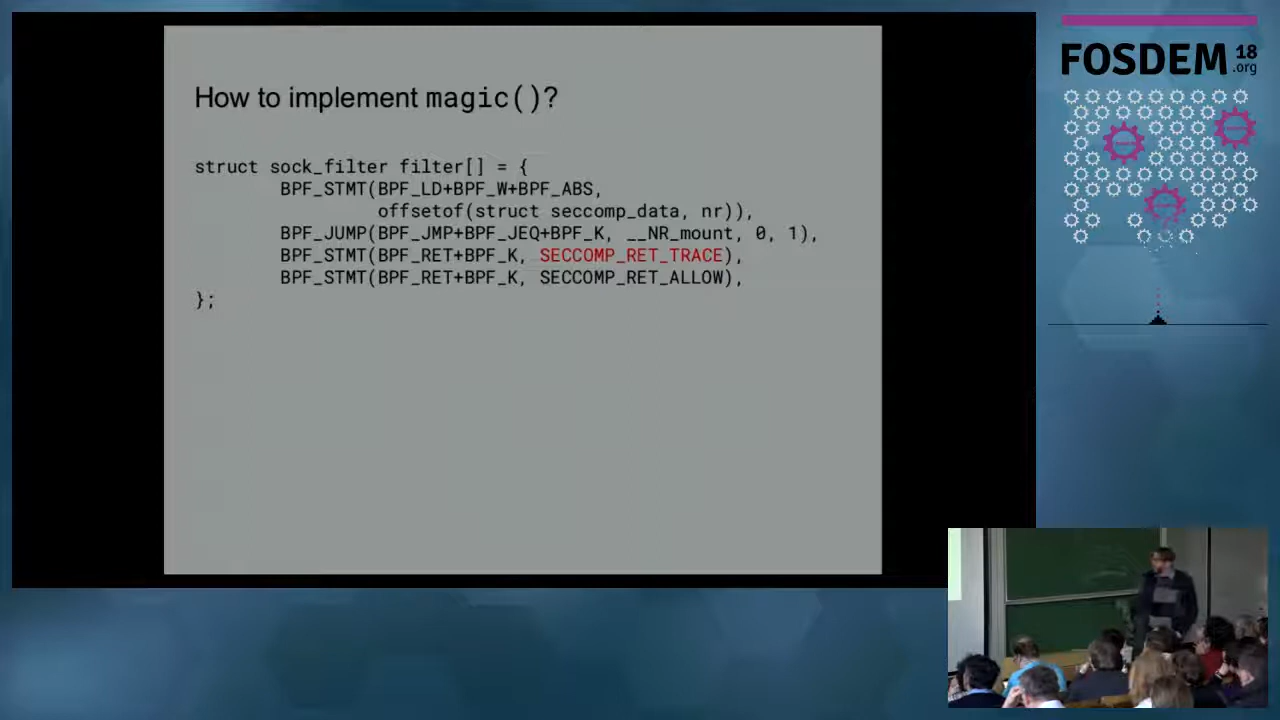 How to implement magic()?
struct sock_filter filter[] = {
BPF_STMT(BPF_LD+BPF_W+BPF_ABS,
offsetof(struct seccomp_data, nr)),
BPF_JUMP(BPF_JMP+BPF_JEQ+BPF_K, __NR_mount, 0, 1),
BPF_STMT(BPF_RET+BPF_K, SECCOMP_RET_TRACE),
BPF_STMT(BPF_RET+BPF_K, SECCOMP_RET_ALLOW),
};
FOSDEM 18
.org